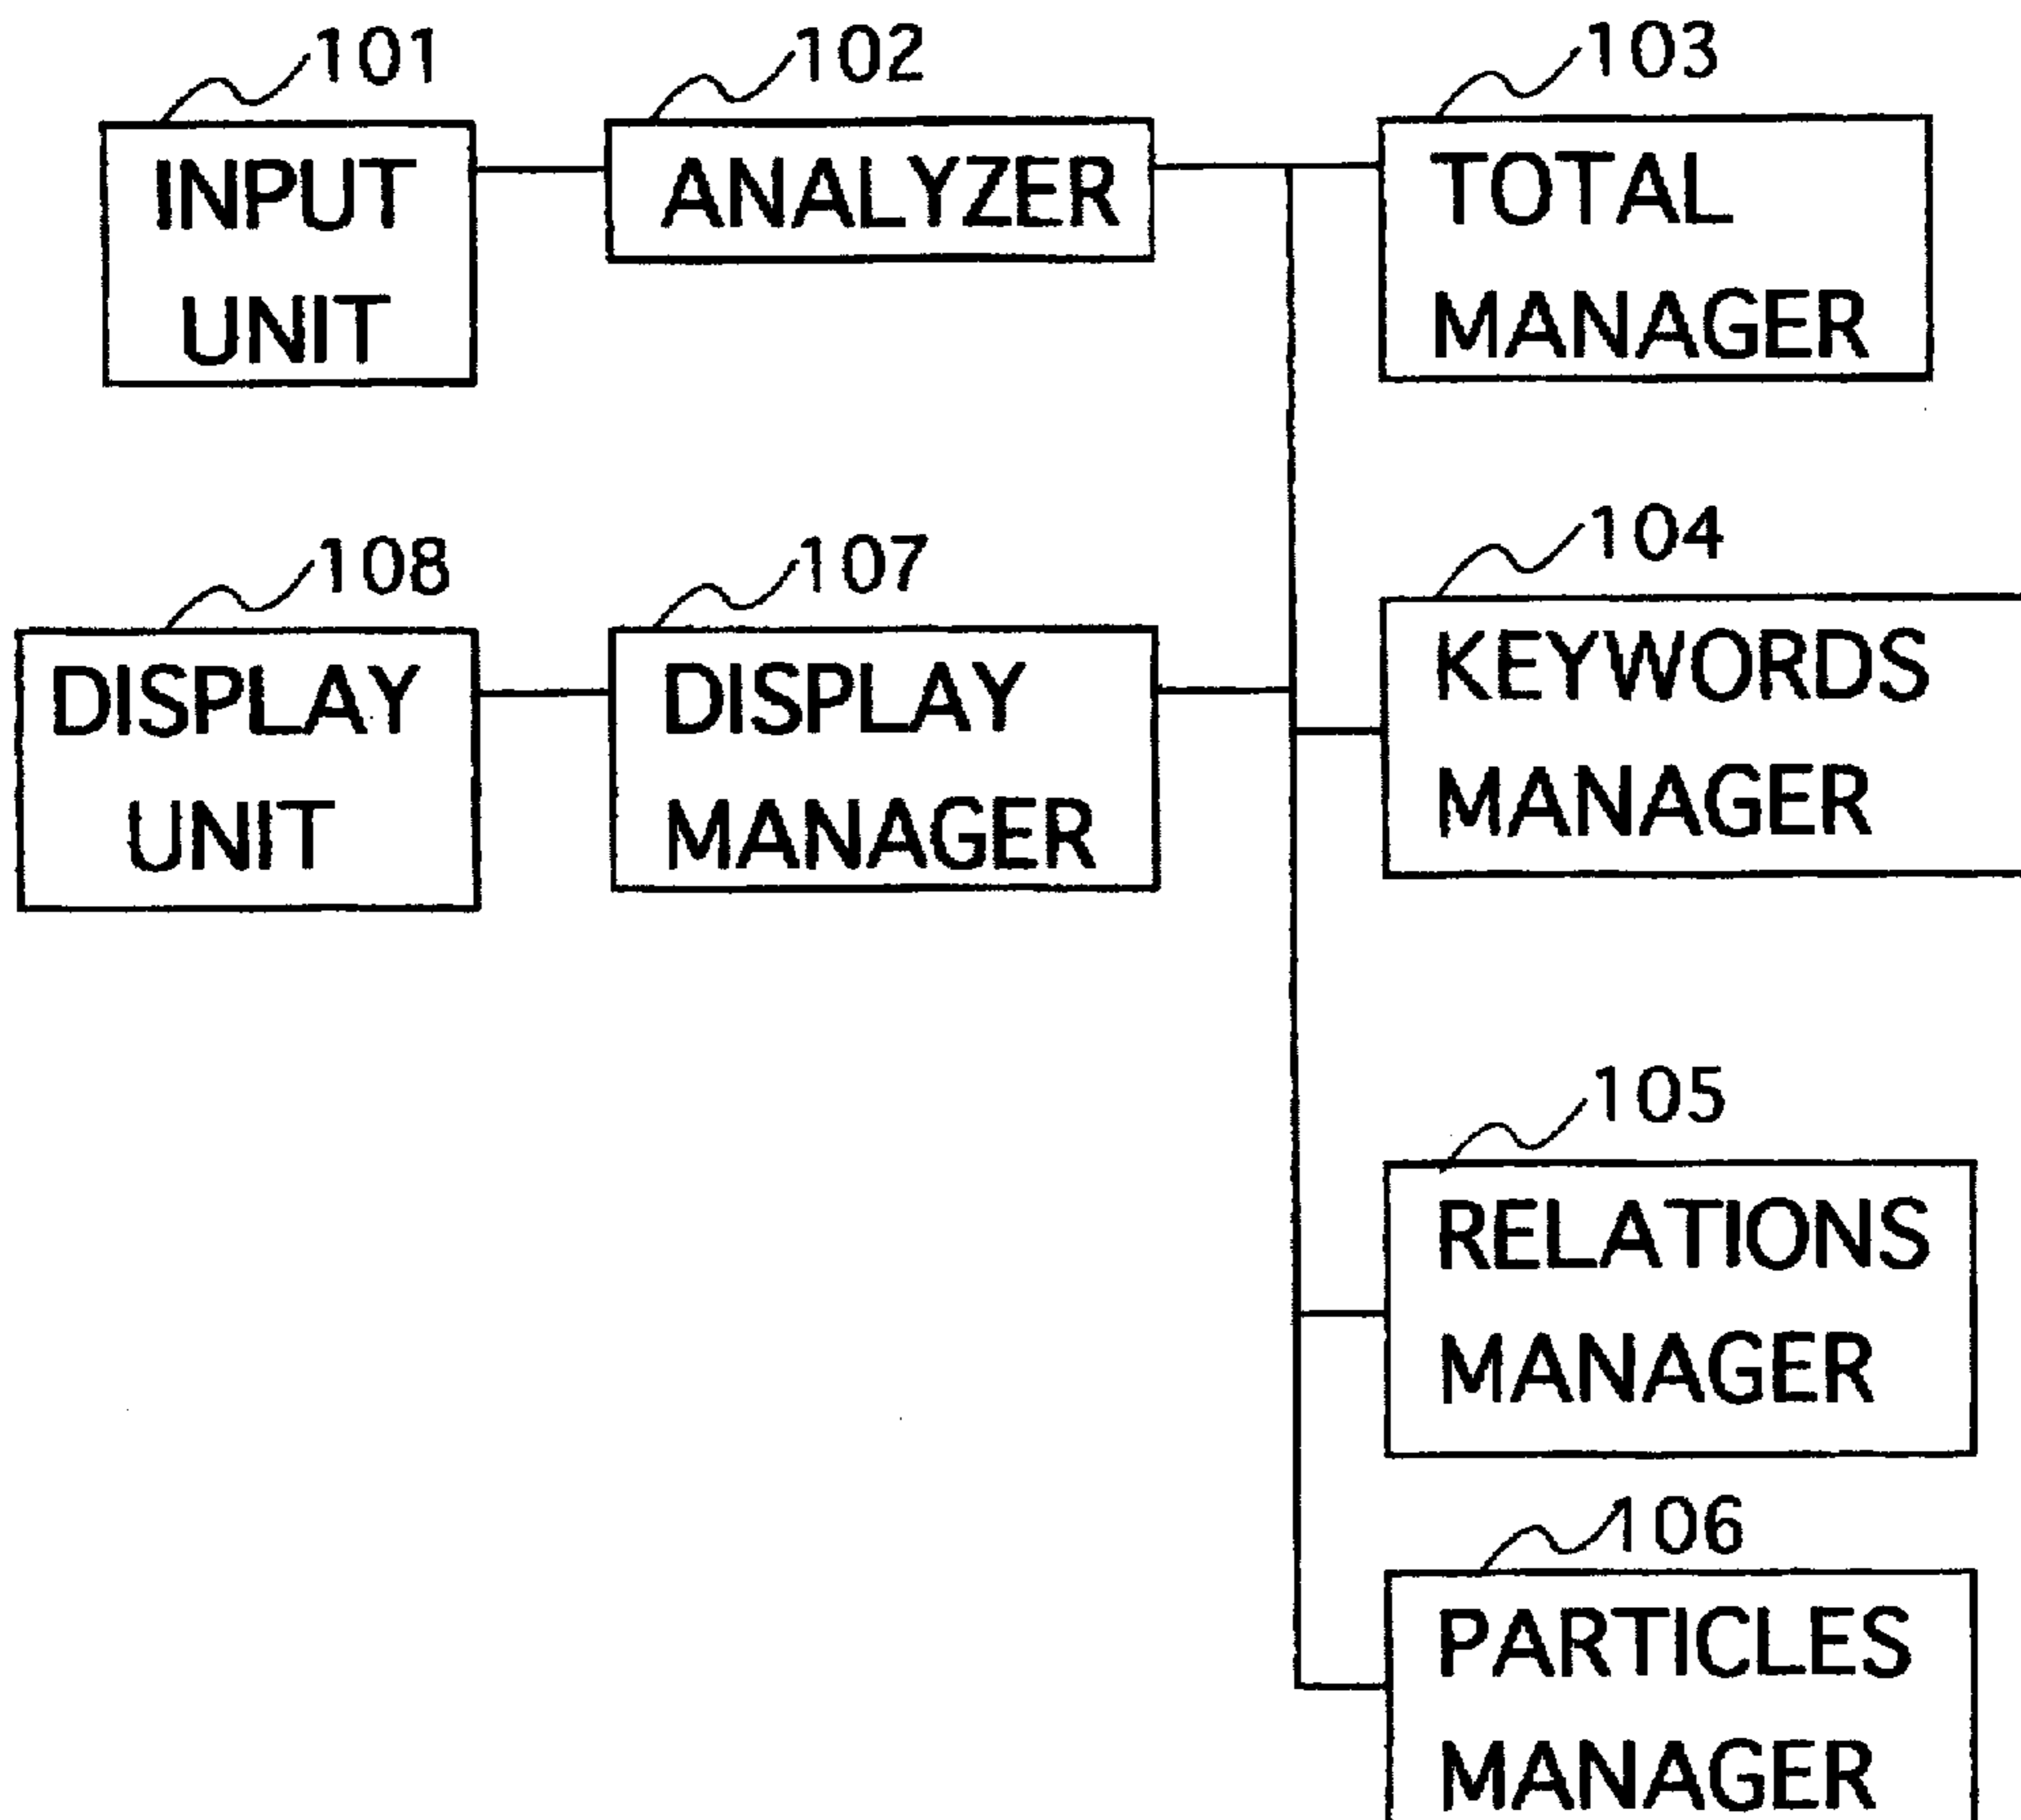 101
INPUT
UNIT
102
ANALYZER
103
TOTAL
MANAGER
108
DISPLAY
UNIT
107
DISPLAY
MANAGER
104
KEYWORDS
MANAGER
105
RELATIONS
MANAGER
106
PARTICLES
MANAGER